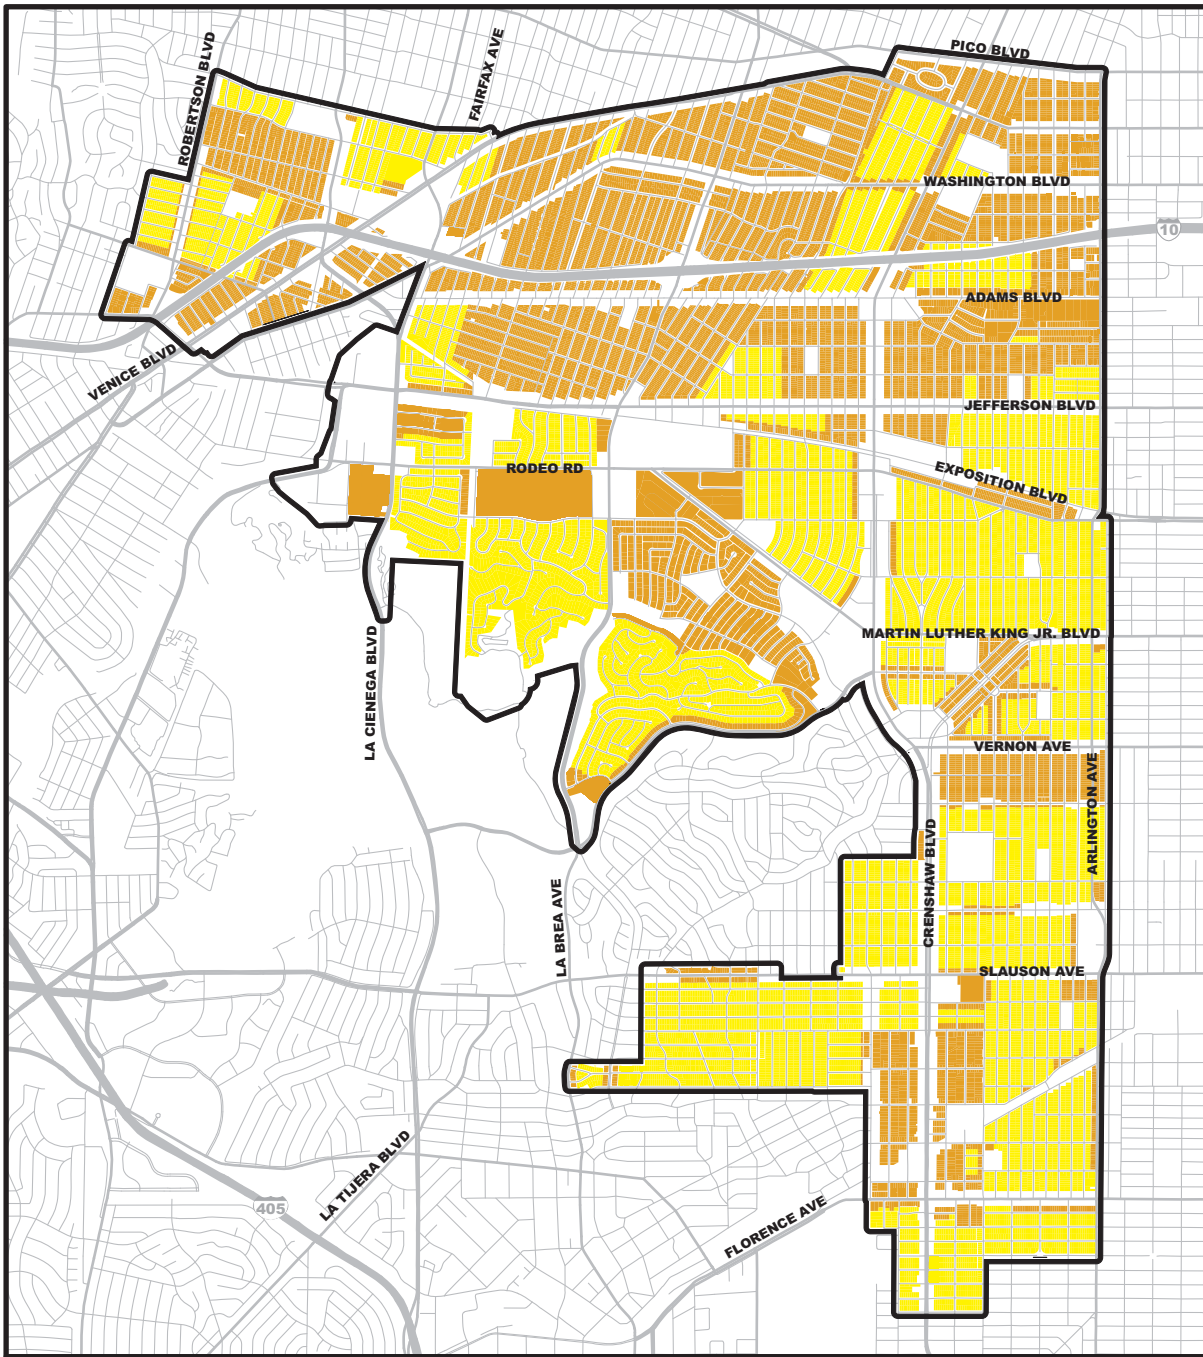 PICO BLVD
ROBERTSON BLVD
FAIRFAX AVE
WASHINGTON BLVD
10
ADAMS BLVD
VENICE BLVD
JEFFERSON BLVD
RODEO RD
EXPOSITION BLVD
MARTIN LUTHER KING JR. BLVD
LA CIENEGA BLVD
VERNON AVE
ARLINGTON AVE
CRENSHAW BLVD
LA BREA AVE
SLAUSON AVE
LA TIJERA BLVD
405
FLORENCE AVE